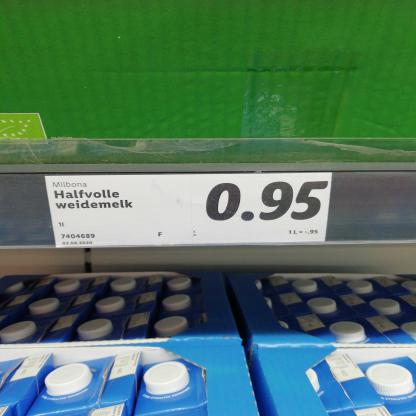 Milbona
Halfvolle
weidemelk
0.95
1l
7404689
F
1 L = -.95